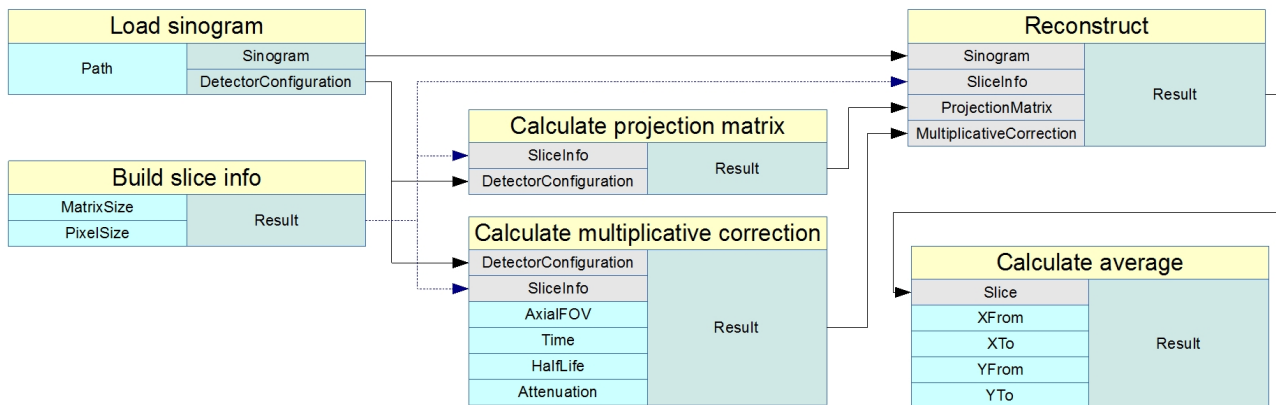 Load sinogram
Path
Sinogram
DetectorConfiguration
Build slice info
MatrixSize
PixelSize
Result
Calculate projection matrix
SliceInfo
DetectorConfiguration
Result
Calculate multiplicative correction
DetectorConfiguration
SliceInfo
AxialFOV
Time
HalfLife
Attenuation
Result
Reconstruct
Sinogram
SliceInfo
ProjectionMatrix
MultiplicativeCorrection
Result
Calculate average
Slice
XFrom
XTo
YFrom
YTo
Result